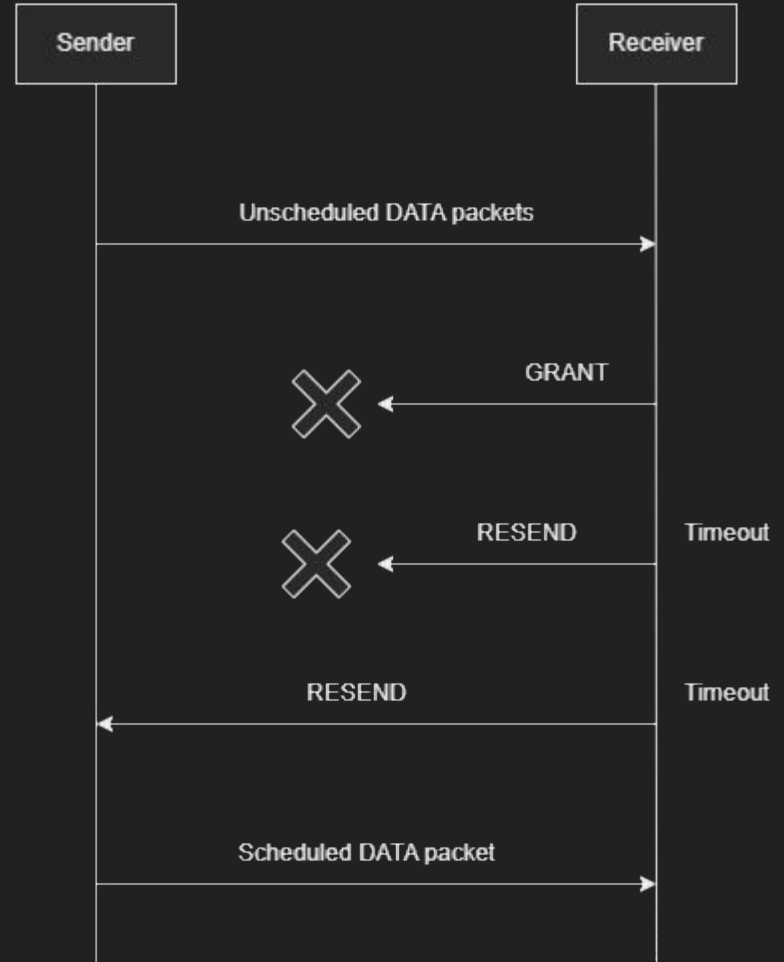 Sender
Receiver
Unscheduled DATA packets
GRANT
RESEND
Timeout
RESEND
Timeout
Scheduled DATA packet